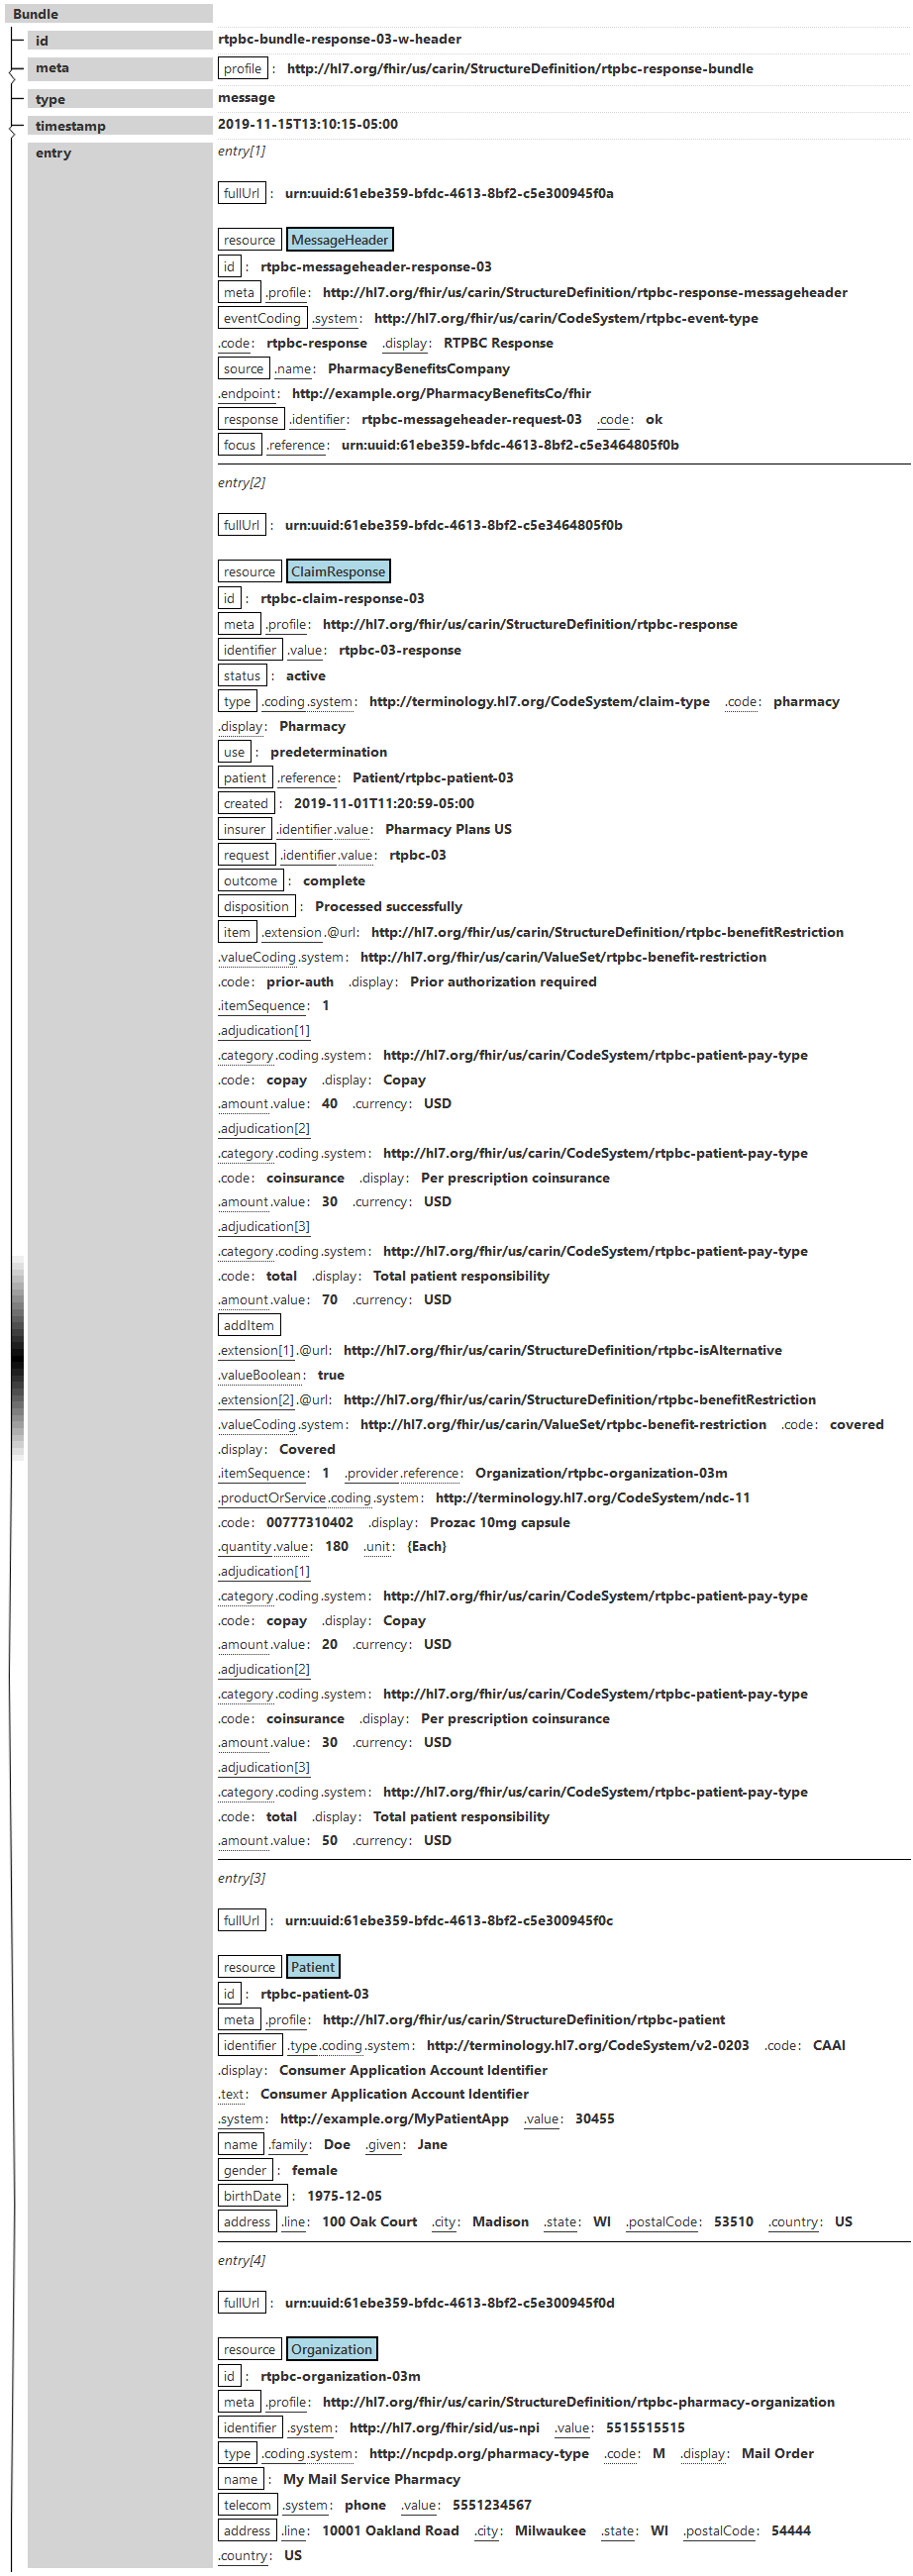 Bundle
id rtpbc-bundle-response-03-w-header
meta profile : http://hl7.org/fhir/us/carin/StructureDefinition/rtpbc-response-bundle
type message
timestamp 2019-11-15T13:10:15-05:00
entry entry[1]
fullUrl : urn:uuid:61ebe359-bfdc-4613-8bf2-c5e300945f0a
resource MessageHeader
id : rtpbc-messageheader-response-03
meta .profile: http://hl7.org/fhir/us/carin/StructureDefinition/rtpbc-response-messageheader
eventCoding .system: http://hl7.org/fhir/us/carin/CodeSystem/rtpbc-event-type
.code: rtpbc-response .display: RTPBC Response
source .name: PharmacyBenefitsCompany
.endpoint: http://example.org/PharmacyBenefitsCo/fhir
response .identifier: rtpbc-messageheader-request-03 .code: ok
focus .reference: urn:uuid:61ebe359-bfdc-4613-8bf2-c5e3464805f0b
entry[2]
fullUrl : urn:uuid:61ebe359-bfdc-4613-8bf2-c5e3464805f0b
resource ClaimResponse
id : rtpbc-claim-response-03
meta .profile: http://hl7.org/fhir/us/carin/StructureDefinition/rtpbc-response
identifier .value: rtpbc-03-response
status : active
type .coding.system: http://terminology.hl7.org/CodeSystem/claim-type .code: pharmacy
.display: Pharmacy
use : predetermination
patient .reference: Patient/rtpbc-patient-03
created : 2019-11-01T11:20:59-05:00
insurer .identifier.value: Pharmacy Plans US
request .identifier.value: rtpbc-03
outcome : complete
disposition : Processed successfully
item .extension.@url: http://hl7.org/fhir/us/carin/StructureDefinition/rtpbc-benefitRestriction
.valueCoding.system: http://hl7.org/fhir/us/carin/ValueSet/rtpbc-benefit-restriction
.code: prior-auth .display: Prior authorization required
.itemSequence: 1
.adjudication[1]
.category.coding.system: http://hl7.org/fhir/us/carin/CodeSystem/rtpbc-patient-pay-type
.code: copay .display: Copay
.amount.value: 40 .currency: USD
.adjudication[2]
.category.coding.system: http://hl7.org/fhir/us/carin/CodeSystem/rtpbc-patient-pay-type
.code: coinsurance .display: Per prescription coinsurance
.amount.value: 30 .currency: USD
.adjudication[3]
.category.coding.system: http://hl7.org/fhir/us/carin/CodeSystem/rtpbc-patient-pay-type
.code: total .display: Total patient responsibility
.amount.value: 70 .currency: USD
addItem
.extension[1].@url: http://hl7.org/fhir/us/carin/StructureDefinition/rtpbc-isAlternative
.valueBoolean: true
.extension[2].@url: http://hl7.org/fhir/us/carin/StructureDefinition/rtpbc-benefitRestriction
.valueCoding.system: http://hl7.org/fhir/us/carin/ValueSet/rtpbc-benefit-restriction .code: covered
.display: Covered
.itemSequence: 1 .provider.reference: Organization/rtpbc-organization-03m
.productOrService.coding.system: http://terminology.hl7.org/CodeSystem/ndc-11
.code: 00777310402 .display: Prozac 10mg capsule
.quantity.value: 180 .unit: {Each}
.adjudication[1]
.category.coding.system: http://hl7.org/fhir/us/carin/CodeSystem/rtpbc-patient-pay-type
.code: copay .display: Copay
.amount.value: 20 .currency: USD
.adjudication[2]
.category.coding.system: http://hl7.org/fhir/us/carin/CodeSystem/rtpbc-patient-pay-type
.code: coinsurance .display: Per prescription coinsurance
.amount.value: 30 .currency: USD
.adjudication[3]
.category.coding.system: http://hl7.org/fhir/us/carin/CodeSystem/rtpbc-patient-pay-type
.code: total .display: Total patient responsibility
.amount.value: 50 .currency: USD
entry[3]
fullUrl : urn:uuid:61ebe359-bfdc-4613-8bf2-c5e300945f0c
resource Patient
id : rtpbc-patient-03
meta .profile: http://hl7.org/fhir/us/carin/StructureDefinition/rtpbc-patient
identifier .type.coding.system: http://terminology.hl7.org/CodeSystem/v2-0203 .code: CAAI
.display: Consumer Application Account Identifier
.text: Consumer Application Account Identifier
.system: http://example.org/MyPatientApp .value: 30455
name .family: Doe .given: Jane
gender : female
birthDate : 1975-12-05
address .line: 100 Oak Court .city: Madison .state: WI .postalCode: 53510 .country: US
entry[4]
fullUrl : urn:uuid:61ebe359-bfdc-4613-8bf2-c5e300945f0d
resource Organization
id : rtpbc-organization-03m
meta .profile: http://hl7.org/fhir/us/carin/StructureDefinition/rtpbc-pharmacy-organization
identifier .system: http://hl7.org/fhir/sid/us-npi .value: 5515515515
type .coding.system: http://ncpdp.org/pharmacy-type .code: M .display: Mail Order
name : My Mail Service Pharmacy
telecom .system: phone .value: 5551234567
address .line: 10001 Oakland Road .city: Milwaukee .state: WI .postalCode: 54444
.country: US